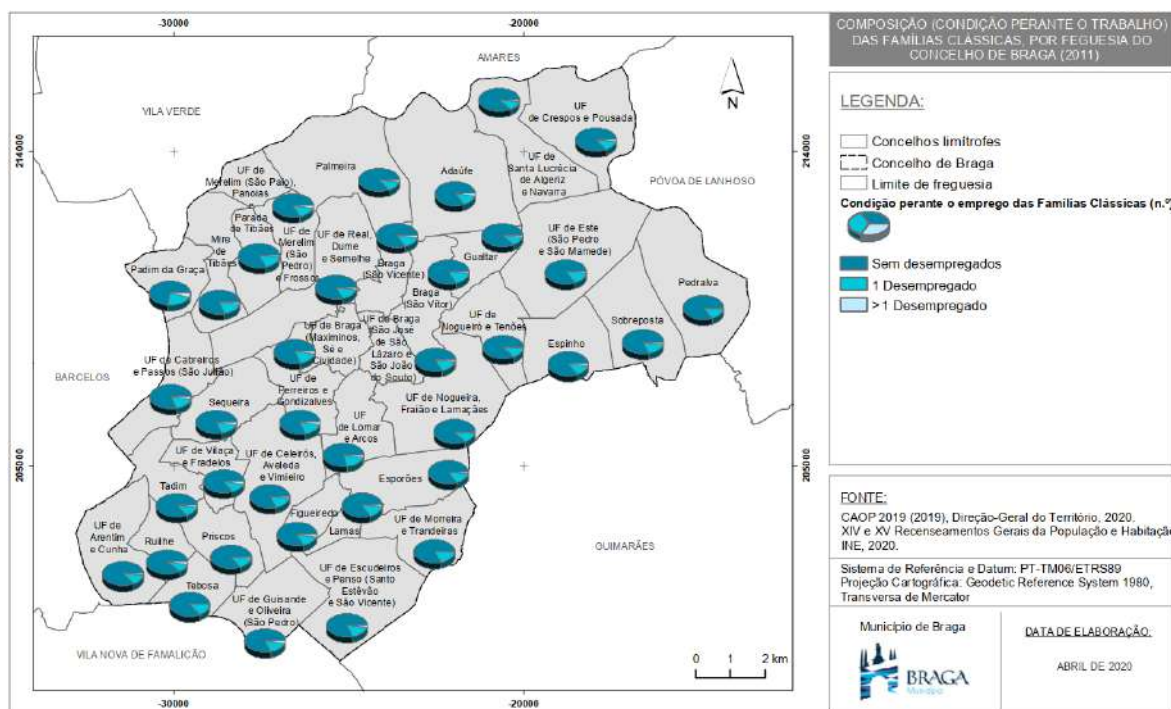 -30000
-20000
COMPOSIÇÃO (CONDIÇÃO PERANTE O TRABALHO)
DAS FAMÍLIAS CLÁSSICAS, POR FEGUESIA DO
CONCELHO DE BRAGA (2011)
AMARES
N
VILA VERDE
UF
de Crespos e Pousada
214000
214000
Palmeira
Adaúfe
UF de
Santa Lucrécia
de Algeriz
e Navarra
PÓVOA DE LANHOSO
UF de
Merelim (São Paio),
Panoias
e
Parada
de Tibães
Mire
de
Tibães
UF de
Merelim
(São
Pedro)
e Frossos
UF de Real,
Dume
e Semelhe
Braga
(São Vicente)
Gualtar
UF de Este
(São Pedro
e São Mamede)
Padim da Graça
Braga
(São Vítor)
Pedralva
UF de
Nogueiró e Tenões
Sobreposta
Espinho
UF de Braga
(Maximinos,
Sé e
Cividade)
UF de Braga
(São José
de São
Lázaro e
São João
do Souto)
BARCELOS
UF de Cabreiros
e Passos (São Julião)
Sequeira
UF de
Ferreiros e
Gondizalves
UF
de Lomar
e Arcos
UF de Nogueira,
Fraião e Lamaçães
205000
205000
UF de Vilaça
e Fradelos
UF de Celeirós,
Aveleda
e Vimieiro
Esporões
Tadim
Figueiredo
Lamas
UF de Morreira
e Trandeiras
UF de
Arentim
e Cunha
Ruilhe
Priscos
GUIMARÃES
Tebosa
UF de Escudeiros
e Penso (Santo
Estêvão
e São Vicente)
UF de Guisande
e Oliveira
(São Pedro)
VILA NOVA DE FAMALICÃO
0 1 2 km
-30000
-20000
LEGENDA:
Concelhos limítrofes
Concelho de Braga
Limite de freguesia
Condição perante o emprego das Famílias Clássicas (n.º)
Sem desempregados
1 Desempregado
> 1 Desempregado
FONTE:
CAOP 2019 (2019), Direção-Geral do Território, 2020.
XIV e XV Recenseamentos Gerais da População e Habitação
INE, 2020.
Sistema de Referência e Datum: PT-TM06/ETRS89
Projeção Cartográfica: Geodetic Reference System 1980,
Transversa de Mercator
Município de Braga
BRAGA
Município
DATA DE ELABORAÇÃO:
ABRIL DE 2020